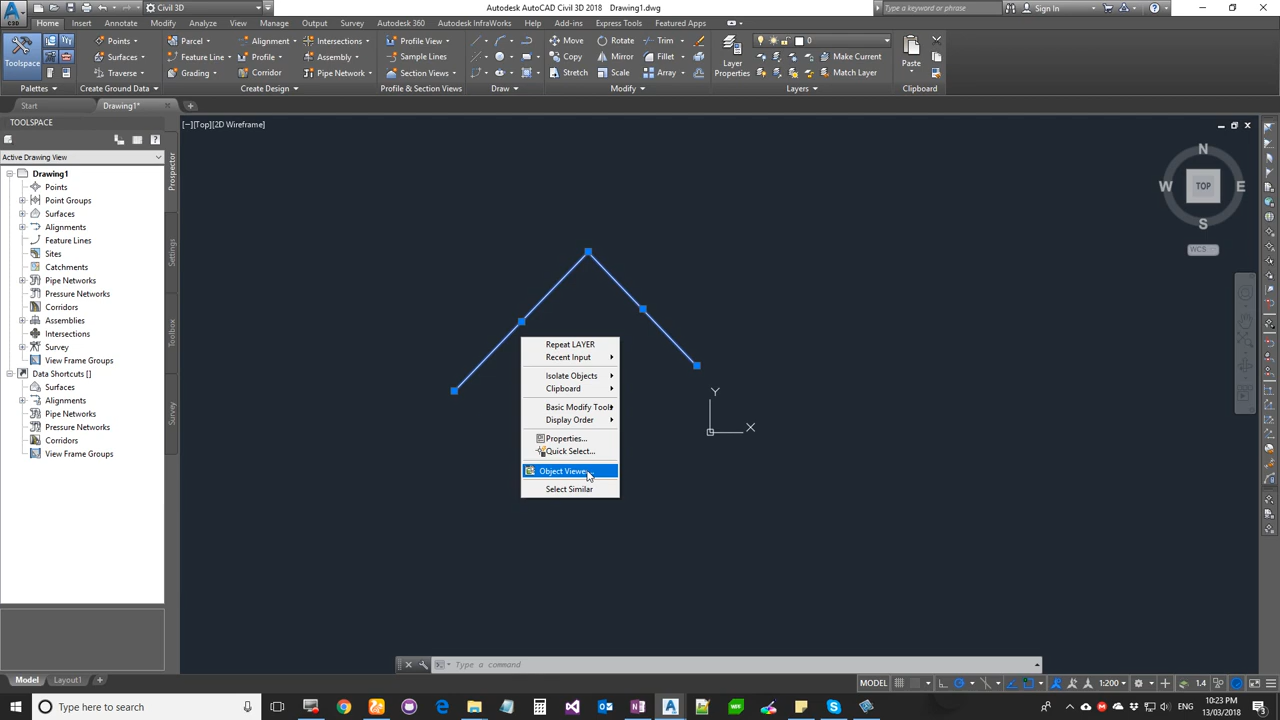 Civil 3D
Autodesk AutoCAD Civil 3D 2018 Drawing1.dwg
Type a keyword or phrase
Sign In
Home Insert Annotate Modify Analyze View Manage Output Survey Autodesk 360 Autodesk InfraWorks Help Add-ins Express Tools Featured Apps
Points Parcel Alignment Intersections Profile View Move Rotate Trim 0
Toolspace Surfaces Feature Line Profile Assembly Sample Lines Copy Mirror Fillet Layer Properties Make Current Paste
Traverse Grading Corridor Pipe Network Section Views Stretch Scale Array Match Layer
Palettes Create Ground Data Create Design Profile & Section Views Draw Modify Layers Clipboard
Start Drawing1*
TOOLSPACE
[−][Top][2D Wireframe]
Active Drawing View
Drawing1
Points
Point Groups
Surfaces
Alignments
Feature Lines
Sites
Catchments
Pipe Networks
Pressure Networks
Corridors
Assemblies
Intersections
Survey
View Frame Groups
Data Shortcuts []
Surfaces
Alignments
Pipe Networks
Pressure Networks
Corridors
View Frame Groups
Prospector
Settings
Toolbox
Survey
Repeat LAYER
Recent Input
Isolate Objects
Clipboard
Basic Modify Tools
Display Order
Properties...
Quick Select...
Object Viewer...
Select Similar
Y
X
N
W TOP E
S
WCS
Type a command
Model Layout1 +
MODEL 1:200 1.4
Type here to search
ENG
10:23 PM
13/03/2018